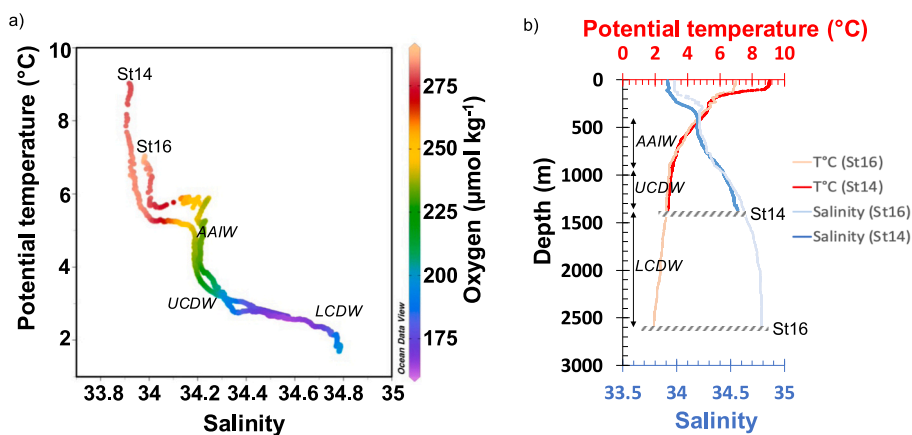 a)
Potential temperature (°C)
10
8
6
4
2
St14
St16
AAIW
UCDW
LCDW
33.8 34 34.2 34.4 34.6 34.8 35
Salinity
Ocean Data View
275
250
225
200
175
Oxygen (µmol kg-1)
b)
Potential temperature (°C)
0 2 4 6 8 10
Depth (m)
0
500
1000
1500
2000
2500
3000
AAIW
UCDW
LCDW
St14
St16
T°C (St16)
T°C (St14)
Salinity (St16)
Salinity (St14)
33.5 34 34.5 35
Salinity